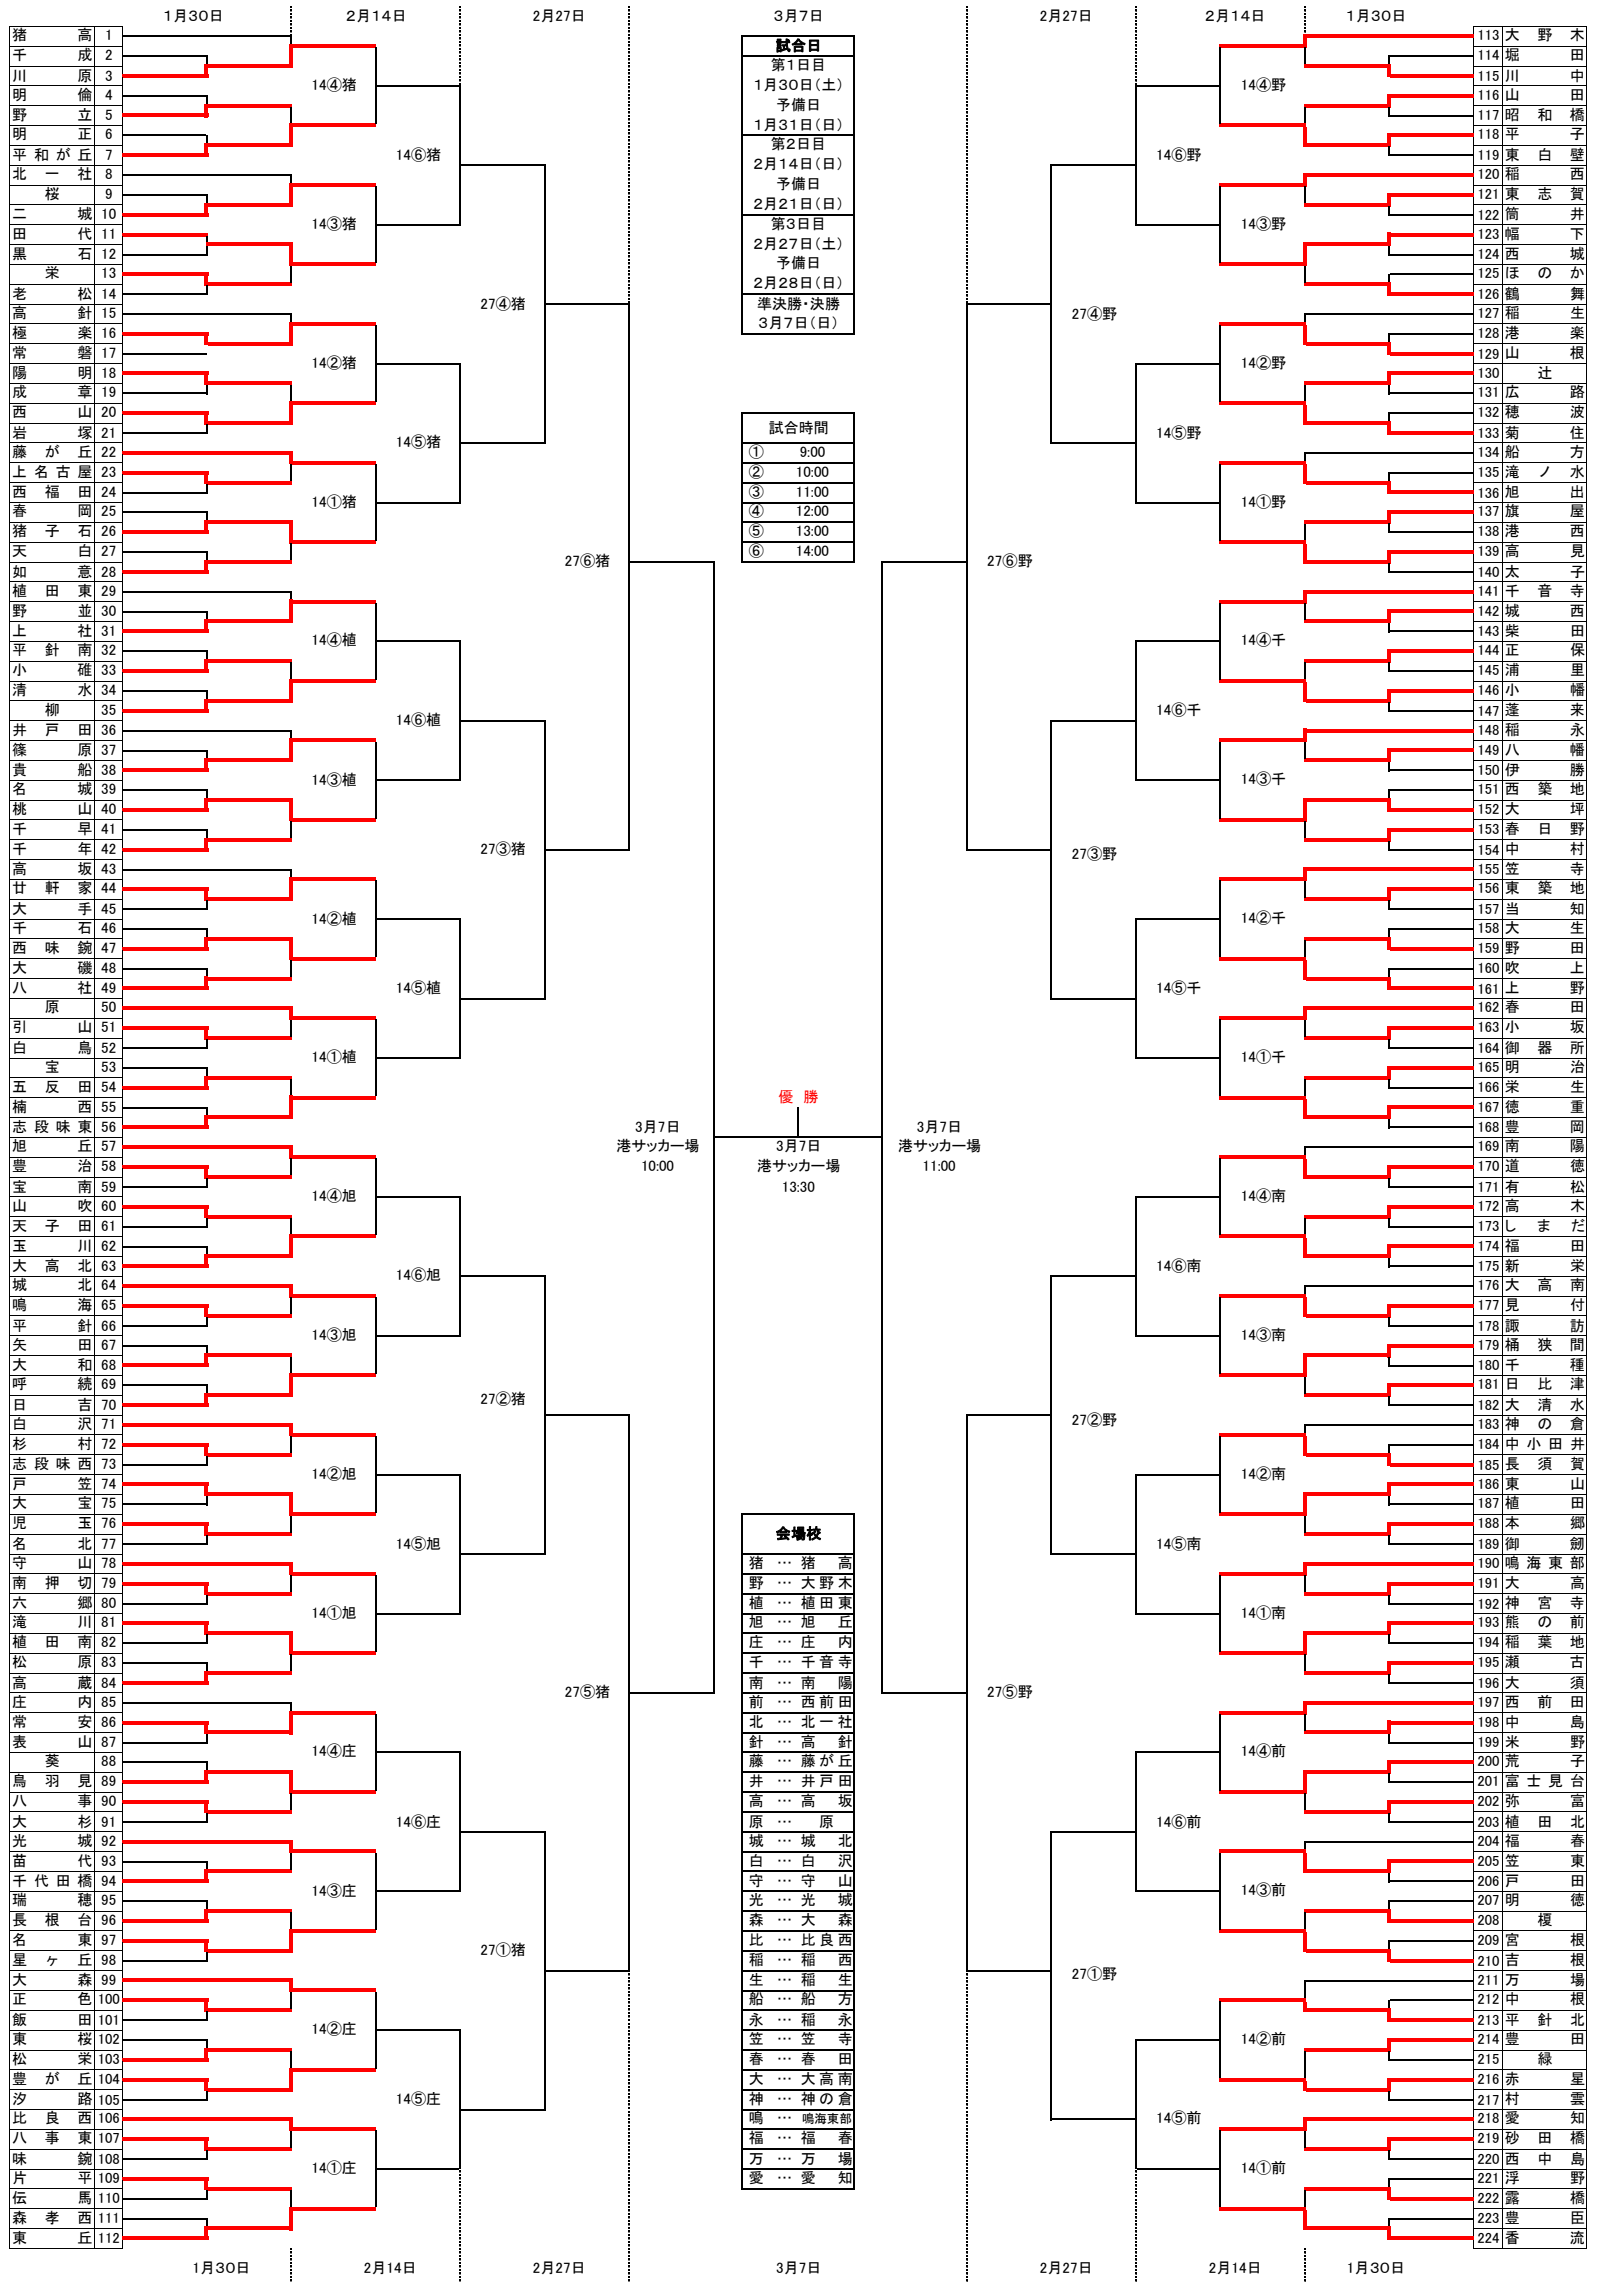 1月30日 2月14日 2月27日 3月7日 2月27日 2月14日 1月30日
猪高 1
千成 2
川原 3
明倫 4
野立 5
明正 6
平和が丘 7
北一社 8
桜 9
二城 10
田代 11
黒石 12
栄 13
老松 14
高針 15
極楽 16
常磐 17
陽明 18
成章 19
西山 20
岩塚 21
藤が丘 22
上名古屋 23
西福田 24
春岡 25
猪子石 26
天白 27
如意 28
植田東 29
野並 30
上社 31
平針南 32
小碓 33
清水 34
柳 35
井戸田 36
篠原 37
貴船 38
名城 39
桃山 40
千早 41
千年 42
高坂 43
廿軒家 44
大手 45
千石 46
西味鋺 47
大磯 48
八社 49
原 50
引山 51
白鳥 52
宝 53
五反田 54
楠西 55
志段味東 56
旭丘 57
豊治 58
宝南 59
山吹 60
天子田 61
玉川 62
大高北 63
城北 64
鳴海 65
平針 66
矢田 67
大和 68
呼続 69
日吉 70
白沢 71
杉村 72
志段味西 73
戸笠 74
大宝 75
児玉 76
名北 77
守山 78
南押切 79
六郷 80
滝川 81
植田南 82
松原 83
高蔵 84
庄内 85
常安 86
表山 87
葵 88
鳥羽見 89
八事 90
大杉 91
光城 92
苗代 93
千代田橋 94
瑞穂 95
長根台 96
名東 97
星ヶ丘 98
大森 99
正色 100
飯田 101
東桜 102
松栄 103
豊が丘 104
汐路 105
比良西 106
八事東 107
味鋺 108
片平 109
伝馬 110
森孝西 111
東丘 112
14④猪
14⑥猪
14③猪
27④猪
14②猪
14⑤猪
14①猪
27⑥猪
14④植
14⑥植
14③植
27③猪
14②植
14⑤植
14①植
14④旭
14⑥旭
14③旭
27②猪
14②旭
14⑤旭
14①旭
27⑤猪
14④庄
14⑥庄
14③庄
27①猪
14②庄
14⑤庄
14①庄
試合日
第1日目
1月30日(土)
予備日
1月31日(日)
第2日目
2月14日(日)
予備日
2月21日(日)
第3日目
2月27日(土)
予備日
2月28日(日)
準決勝・決勝
3月7日(日)
試合時間
① 9:00
② 10:00
③ 11:00
④ 12:00
⑤ 13:00
⑥ 14:00
優勝
3月7日
港サッカー場
10:00
3月7日
港サッカー場
13:30
3月7日
港サッカー場
11:00
会場校
猪 … 猪高
野 … 大野木
植 … 植田東
旭 … 旭丘
庄 … 庄内
千 … 千音寺
南 … 南陽
前 … 西前田
北 … 北一社
針 … 高針
藤 … 藤が丘
井 … 井戸田
高 … 高坂
原 … 原
城 … 城北
白 … 白沢
守 … 守山
光 … 光城
森 … 大森
比 … 比良西
稲 … 稲西
生 … 稲生
船 … 船方
永 … 稲永
笠 … 笠寺
春 … 春田
大 … 大高南
神 … 神の倉
鳴 … 鳴海東部
福 … 福春
万 … 万場
愛 … 愛知
14④野
14⑥野
14③野
27④野
14②野
14⑤野
14①野
27⑥野
14④千
14⑥千
14③千
27③野
14②千
14⑤千
14①千
14④南
14⑥南
14③南
27②野
14②南
14⑤南
14①南
27⑤野
14④前
14⑥前
14③前
27①野
14②前
14⑤前
14①前
113 大野木
114 堀田
115 川中
116 山田
117 昭和橋
118 平子
119 東白壁
120 稲西
121 東志賀
122 筒井
123 幅下
124 西城
125 ほのか
126 鶴舞
127 稲生
128 港楽
129 山根
130 辻
131 広路
132 穂波
133 菊住
134 船方
135 滝ノ水
136 旭出
137 旗屋
138 港西
139 高見
140 太子
141 千音寺
142 城西
143 柴田
144 正保
145 浦里
146 小幡
147 蓬来
148 稲永
149 八幡
150 伊勝
151 西築地
152 大坪
153 春日野
154 中村
155 笠寺
156 東築地
157 当知
158 大生
159 野田
160 吹上
161 上野
162 春田
163 小坂
164 御器所
165 明治
166 栄生
167 徳重
168 豊岡
169 南陽
170 道徳
171 有松
172 高木
173 しまだ
174 福田
175 新栄
176 大高南
177 見付
178 諏訪
179 桶狭間
180 千種
181 日比津
182 大清水
183 神の倉
184 中小田井
185 長須賀
186 東山
187 植田
188 本郷
189 御劒
190 鳴海東部
191 大高
192 神宮寺
193 熊の前
194 稲葉地
195 瀬古
196 大須
197 西前田
198 中島
199 米野
200 荒子
201 富士見台
202 弥富
203 植田北
204 福春
205 笠東
206 戸田
207 明徳
208 榎
209 宮根
210 吉根
211 万場
212 中根
213 平針北
214 豊田
215 緑
216 赤星
217 村雲
218 愛知
219 砂田橋
220 西中島
221 浮野
222 露橋
223 豊臣
224 香流
1月30日 2月14日 2月27日 3月7日 2月27日 2月14日 1月30日